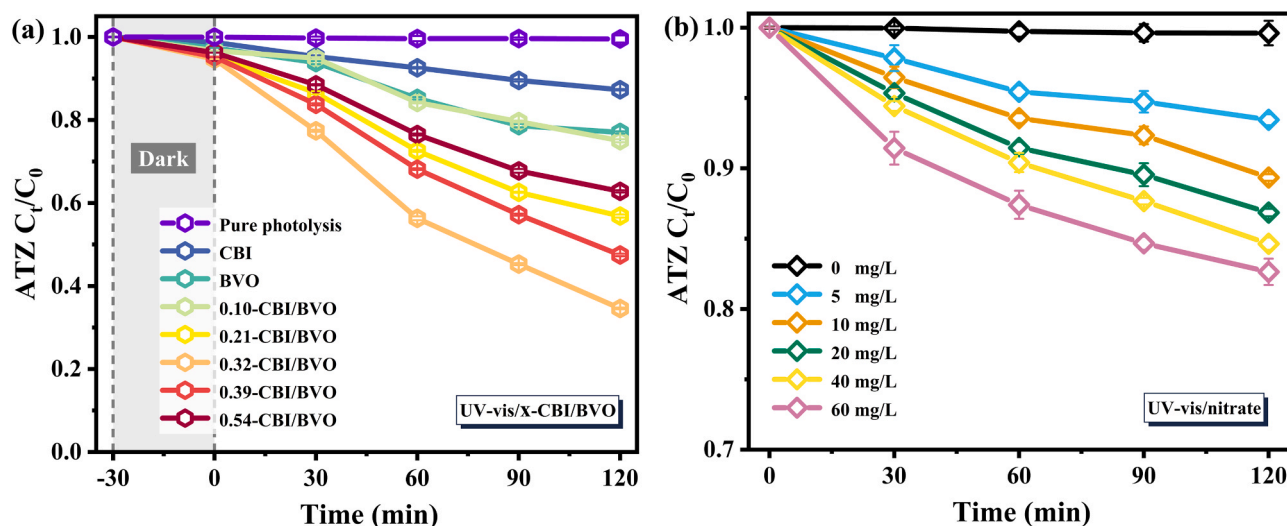 (a)
ATZ Cₜ/C₀
1.0
0.8
0.6
0.4
0.2
0.0
Dark
Pure photolysis
CBI
BVO
0.10-CBI/BVO
0.21-CBI/BVO
0.32-CBI/BVO
0.39-CBI/BVO
0.54-CBI/BVO
UV-vis/x-CBI/BVO
-30 0 30 60 90 120
Time (min)
(b)
ATZ Cₜ/C₀
1.0
0.9
0.8
0.7
0 mg/L
5 mg/L
10 mg/L
20 mg/L
40 mg/L
60 mg/L
UV-vis/nitrate
0 30 60 90 120
Time (min)